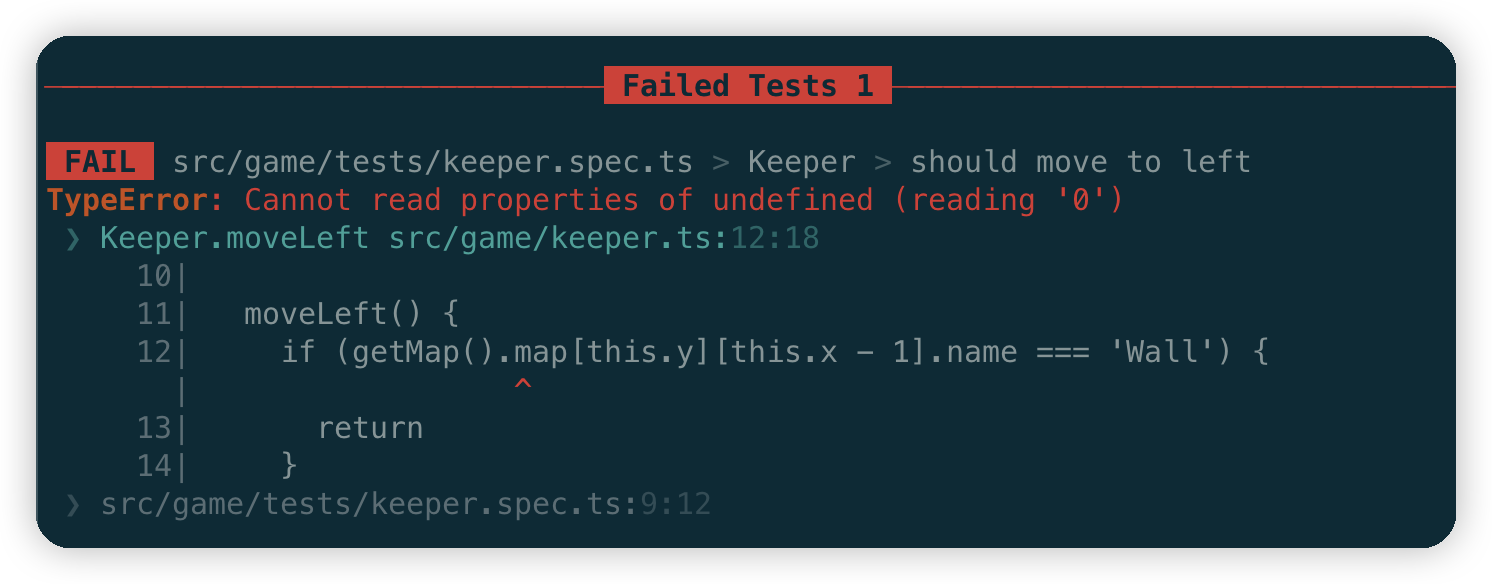 Failed Tests 1
FAIL src/game/tests/keeper.spec.ts > Keeper > should move to left
TypeError: Cannot read properties of undefined (reading '0')
❯ Keeper.moveLeft src/game/keeper.ts:12:18
10|
11|   moveLeft() {
12|     if (getMap().map[this.y][this.x - 1].name === 'Wall') {
|                  ^
13|       return
14|     }
❯ src/game/tests/keeper.spec.ts:9:12